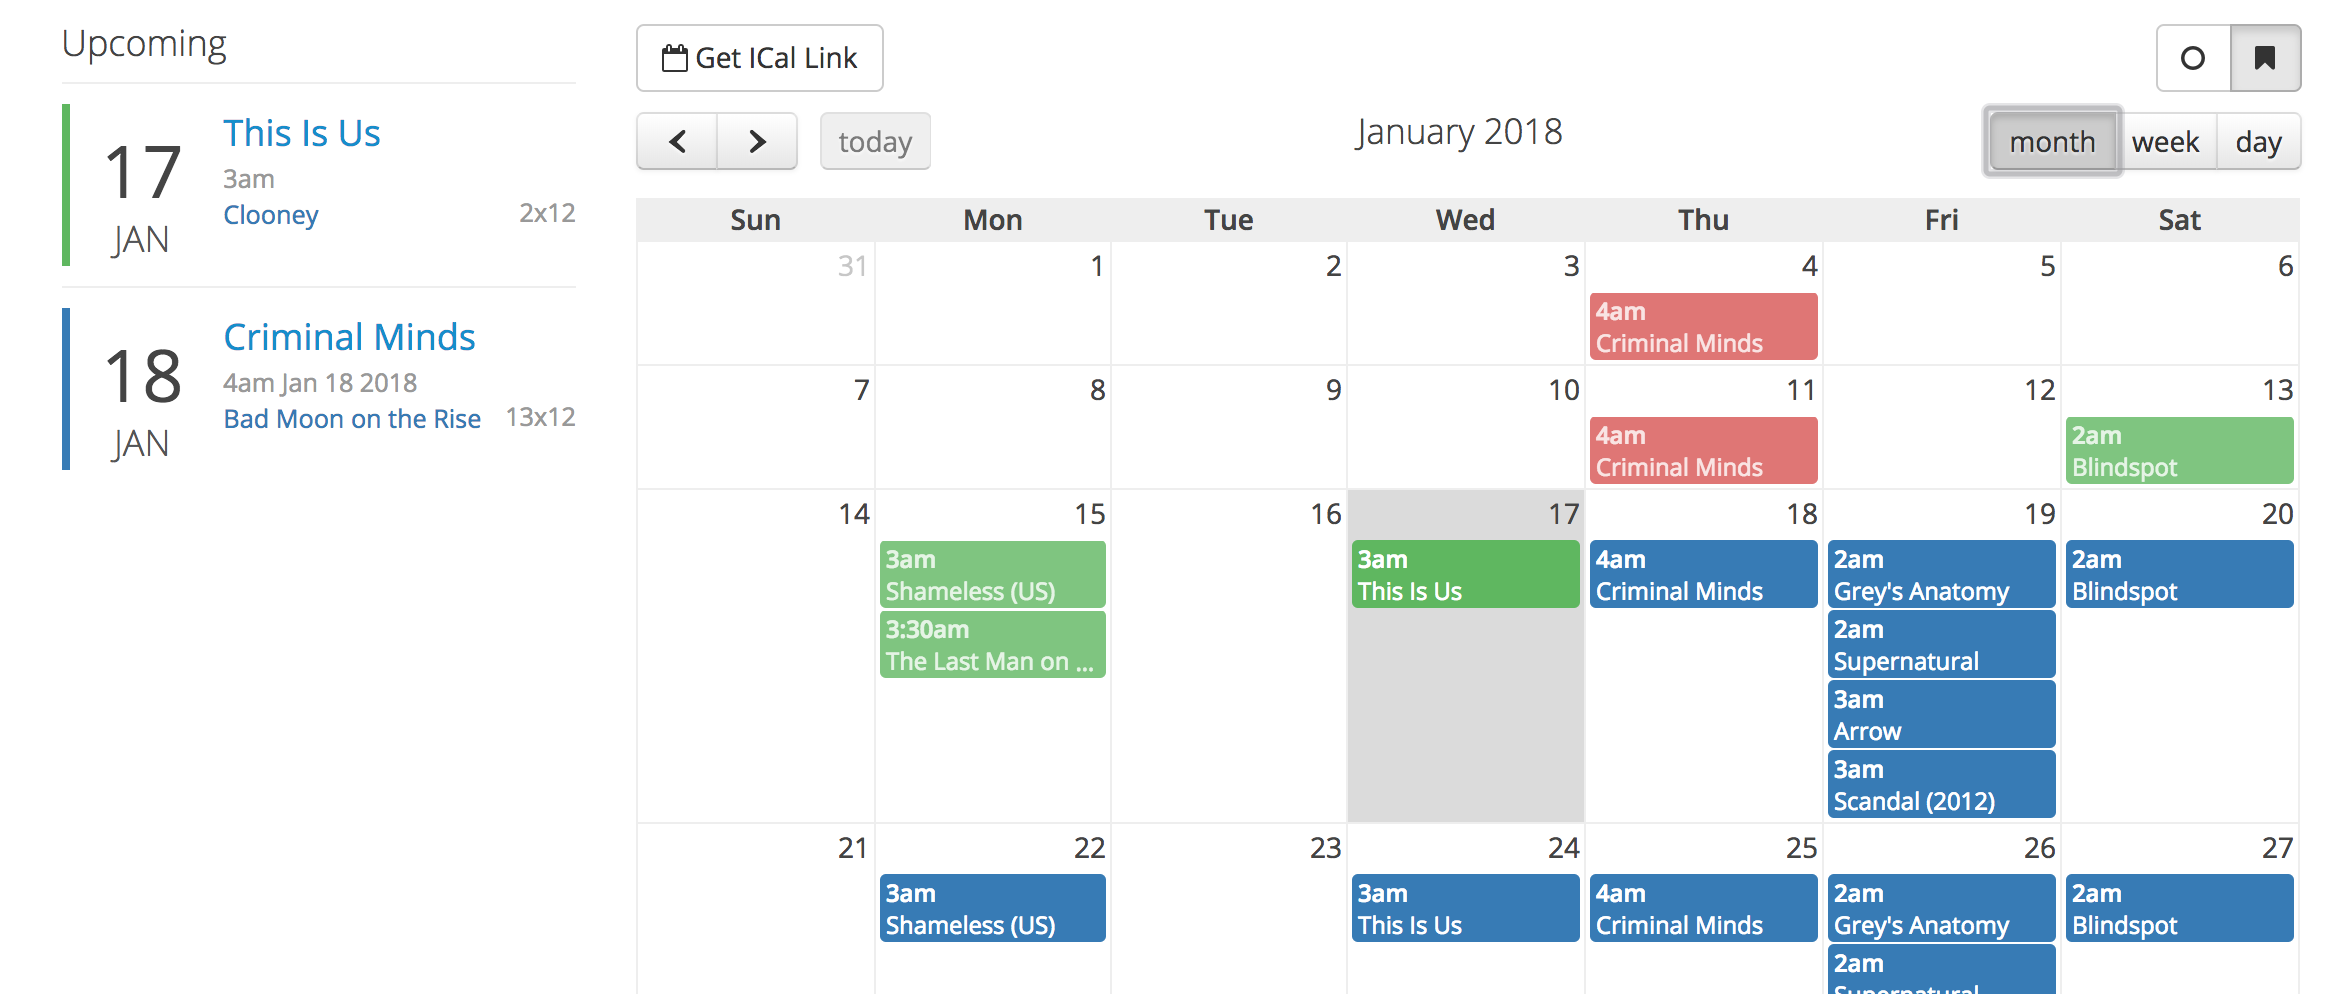 Upcoming
17
JAN
This Is Us
3am
Clooney 2x12
18
JAN
Criminal Minds
4am Jan 18 2018
Bad Moon on the Rise 13x12
Get ICal Link
today
January 2018
month week day
Sun Mon Tue Wed Thu Fri Sat
31 1 2 3 4 5 6
4am
Criminal Minds
7 8 9 10 11 12 13
4am
Criminal Minds
2am
Blindspot
14 15 16 17 18 19 20
3am
Shameless (US)
3:30am
The Last Man on ...
3am
This Is Us
4am
Criminal Minds
2am
Grey's Anatomy
2am
Supernatural
3am
Arrow
3am
Scandal (2012)
2am
Blindspot
21 22 23 24 25 26 27
3am
Shameless (US)
3am
This Is Us
4am
Criminal Minds
2am
Grey's Anatomy
2am
Supernatural
2am
Blindspot